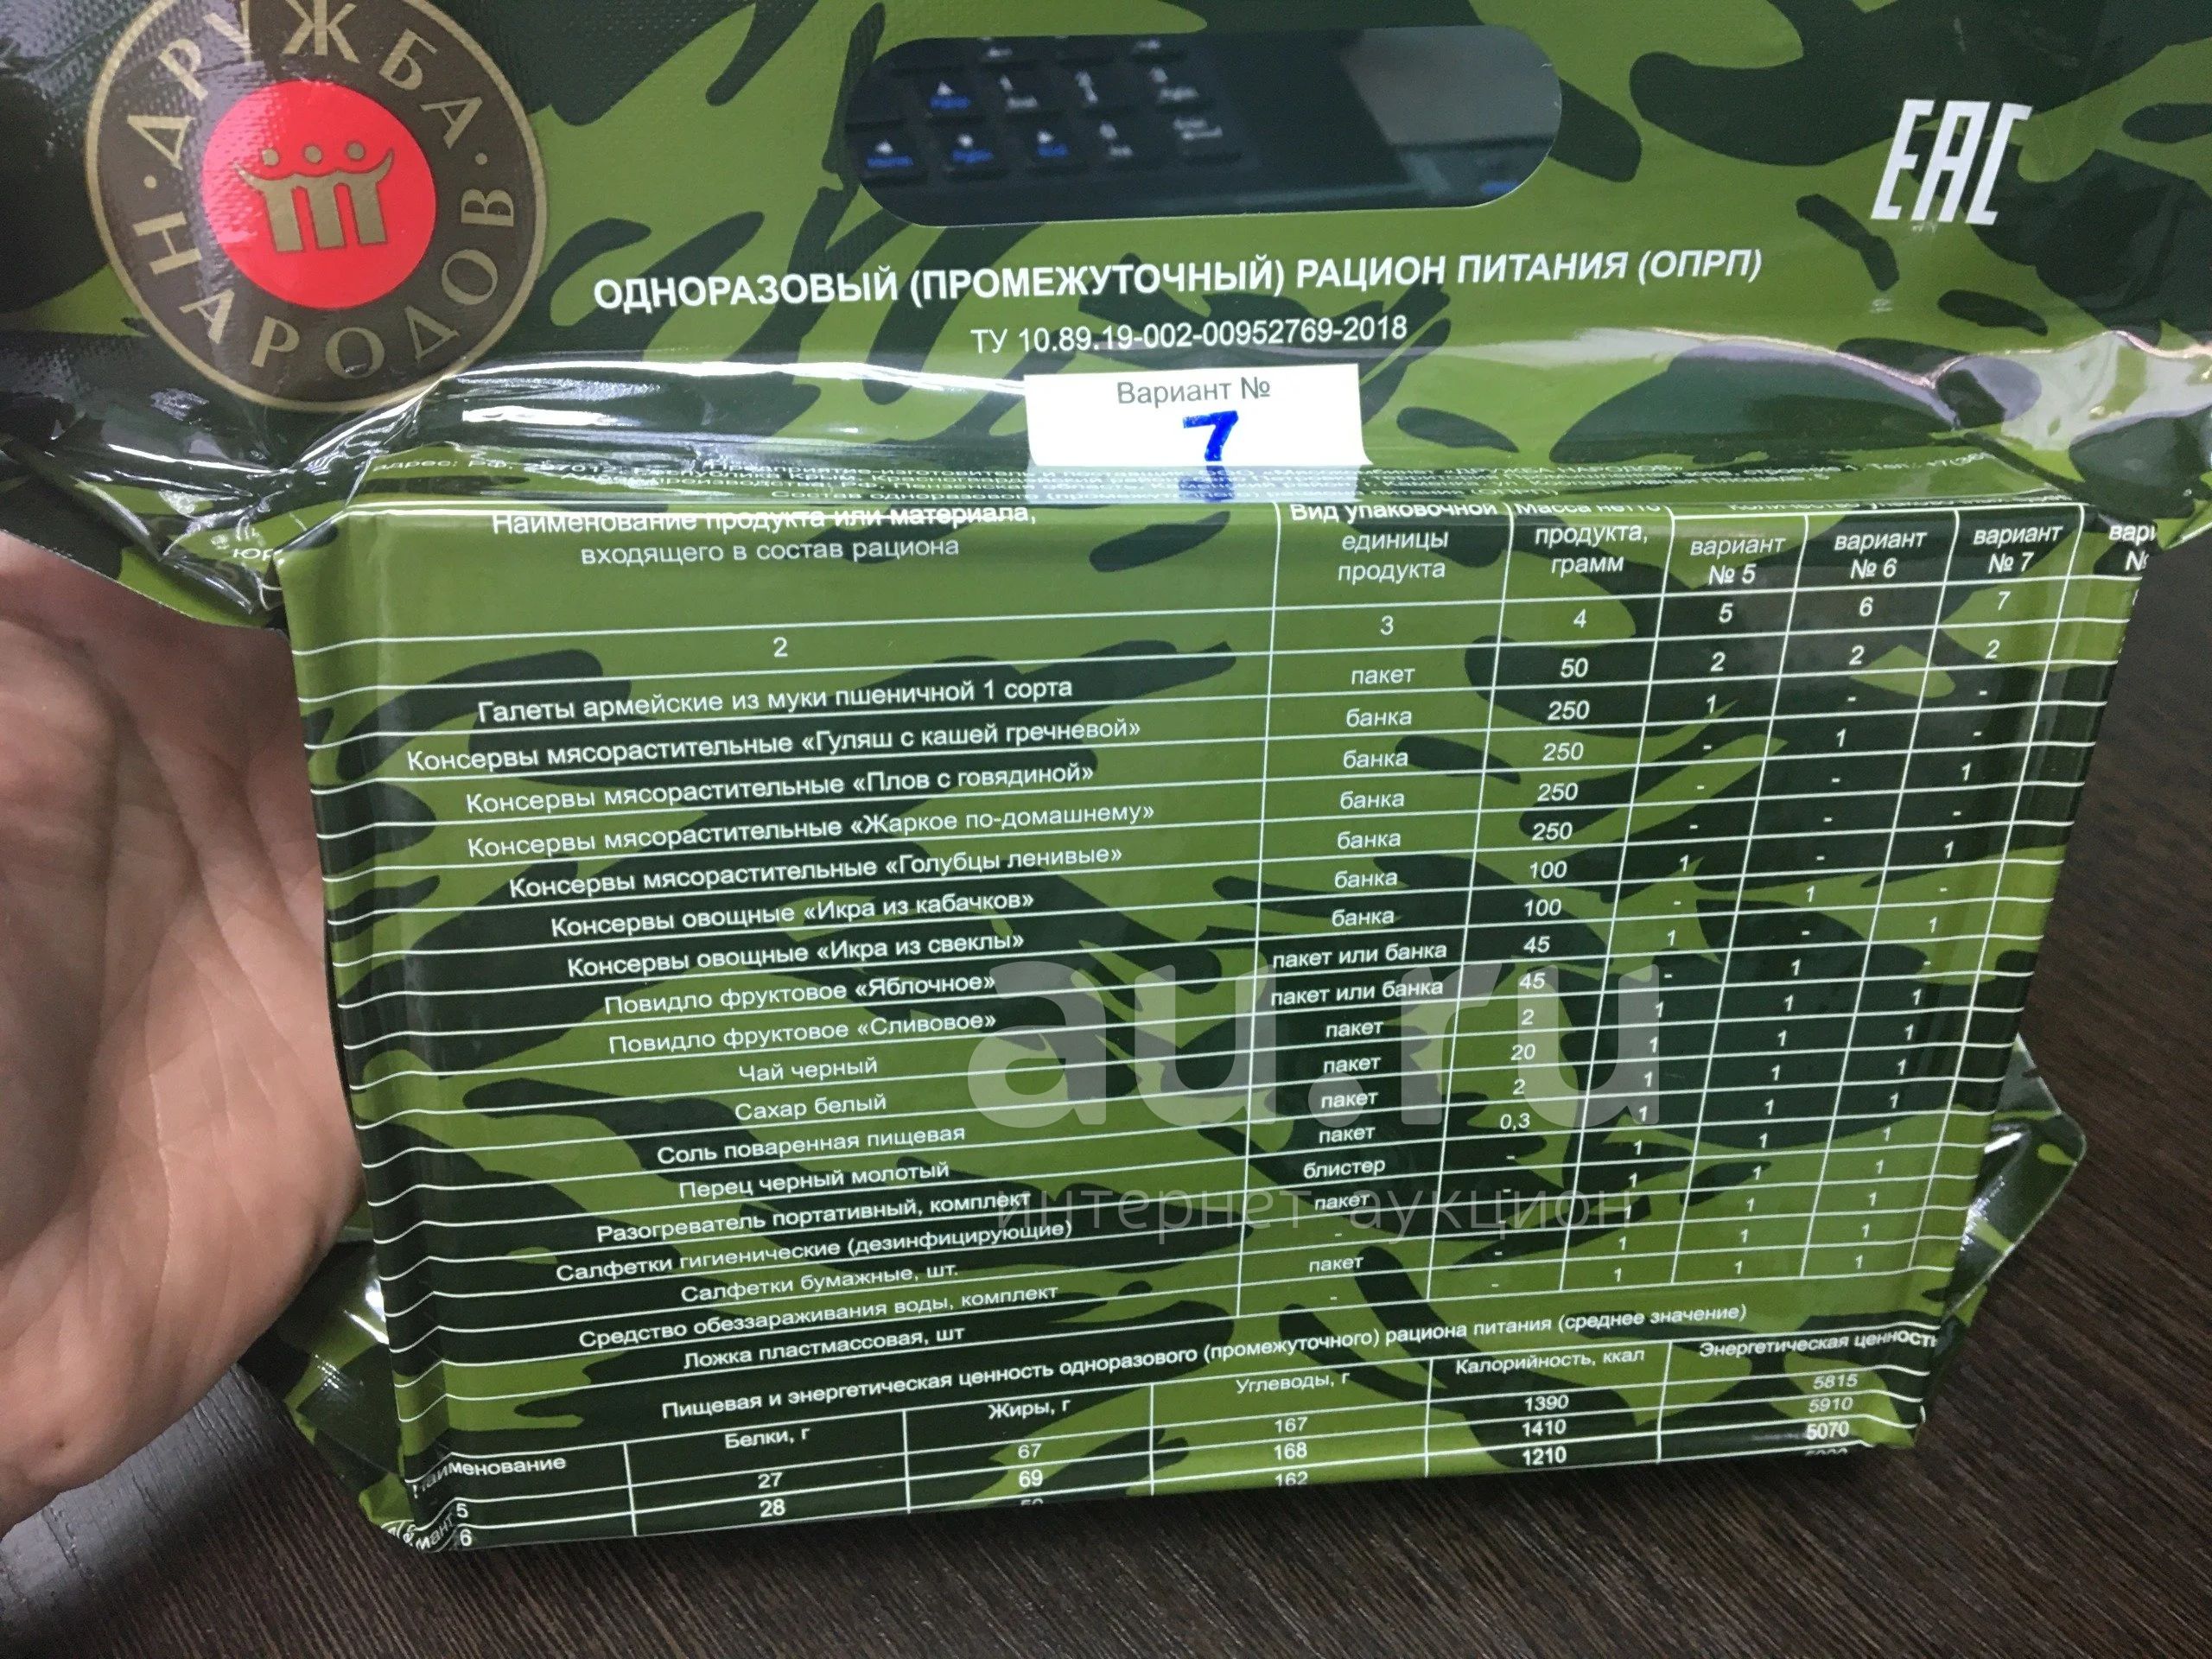 · ДРУЖБА · НАРОДОВ
ЕАС
ОДНОРАЗОВЫЙ (ПРОМЕЖУТОЧНЫЙ) РАЦИОН ПИТАНИЯ (ОПРП)
ТУ 10.89.19-002-00952769-2018
Вариант №
7
Наименование продукта или материала, входящего в состав рациона | Вид упаковочной единицы продукта | Масса нетто продукта, грамм | вариант № 5 | вариант № 6 | вариант № 7
2 3 4 5 6 7
Галеты армейские из муки пшеничной 1 сорта пакет 50 2 2 2
Консервы мясорастительные «Гуляш с кашей гречневой» банка 250 1 - -
Консервы мясорастительные «Плов с говядиной» банка 250 - 1 -
Консервы мясорастительные «Жаркое по-домашнему» банка 250 - - 1
Консервы мясорастительные «Голубцы ленивые» банка 250 - - -
Консервы овощные «Икра из кабачков» банка 100 1 - 1
Консервы овощные «Икра из свеклы» банка 100 - 1 -
Повидло фруктовое «Яблочное» пакет или банка 45 1 - 1
Повидло фруктовое «Сливовое» пакет или банка 45 - 1 -
Чай черный пакет 2 1 1 1
Сахар белый пакет 20 1 1 1
Соль поваренная пищевая пакет 2 1 1 1
Перец черный молотый пакет 0,3 1 1 1
Разогреватель портативный, комплект блистер - 1 1 1
Салфетки гигиенические (дезинфицирующие) пакет - 1 1 1
Салфетки бумажные, шт. - - 1 1 1
Средство обеззараживания воды, комплект пакет - 1 1 1
Ложка пластмассовая, шт - - 1 1 1
Пищевая и энергетическая ценность одноразового (промежуточного) рациона питания (среднее значение)
Наименование Белки, г Жиры, г Углеводы, г Калорийность, ккал Энергетическая ценность
5 27 67 167 1390 5815
6 28 69 168 1410 5910
162 1210 5070
au.ru
интернет-аукцион